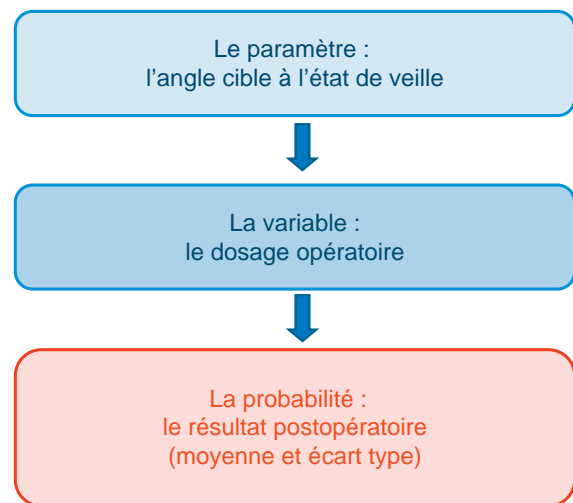 Le paramètre :
l’angle cible à l’état de veille
La variable :
le dosage opératoire
La probabilité :
le résultat postopératoire
(moyenne et écart type)